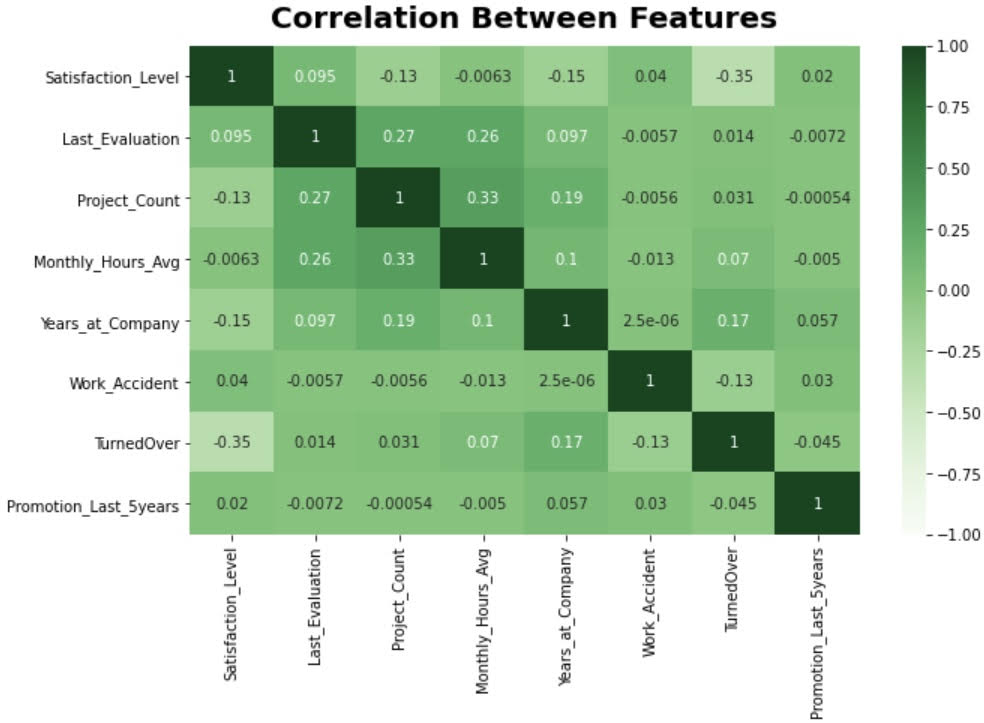 Correlation Between Features
Satisfaction_Level 1 0.095 -0.13 -0.0063 -0.15 0.04 -0.35 0.02
Last_Evaluation 0.095 1 0.27 0.26 0.097 -0.0057 0.014 -0.0072
Project_Count -0.13 0.27 1 0.33 0.19 -0.0056 0.031 -0.00054
Monthly_Hours_Avg -0.0063 0.26 0.33 1 0.1 -0.013 0.07 -0.005
Years_at_Company -0.15 0.097 0.19 0.1 1 2.5e-06 0.17 0.057
Work_Accident 0.04 -0.0057 -0.0056 -0.013 2.5e-06 1 -0.13 0.03
TurnedOver -0.35 0.014 0.031 0.07 0.17 -0.13 1 -0.045
Promotion_Last_5years 0.02 -0.0072 -0.00054 -0.005 0.057 0.03 -0.045 1
Satisfaction_Level
Last_Evaluation
Project_Count
Monthly_Hours_Avg
Years_at_Company
Work_Accident
TurnedOver
Promotion_Last_5years
1.00
0.75
0.50
0.25
0.00
−0.25
−0.50
−0.75
−1.00